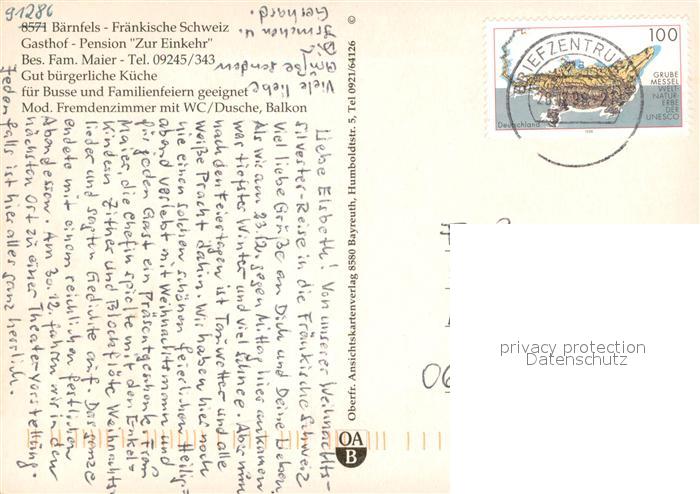 91286
8571 Bärnfels - Fränkische Schweiz
Gasthof - Pension "Zur Einkehr"
Bes. Fam. Maier - Tel. 09245/343
Gut bürgerliche Küche
für Busse und Familienfeiern geeignet
Mod. Fremdenzimmer mit WC/Dusche, Balkon
Liebe Elsbeth! Von unserer Weihnachts-
silvester-Reise in die Fränkische Schweiz
viel liebe Grüße an Dich und Deine Lieben.
Als wir am 23.12. gegen Mittag hier ankamen
war tiefster Winter und viel Schnee. Aber nun
nach den Feiertagen ist Tauwetter und alle
weiße Pracht dahin. Wir haben hier noch
nie einen solchen schönen feierlichen Heilig-
abend verlebt mit Weihnachtsmann und
für jeden Gast ein Präsent geschenk. Frau
Maier, die Chefin spielte mit den Enkel-
kindern Zither und Blockflöte Weihnachts-
lieder und sagten Gedichte auf. Das ganze
endete mit einem reichlichen festlichen
Abendessen. Am 30.12. fahren wir in den
nächsten Ort zu einer Theater-Vorstellung.
Jedenfalls ist hier alles ganz herrlich.
Viele liebe
Grüße senden
Dir
u.
Gerhard.
Oberfr. Ansichtskartenverlag 8580 Bayreuth, Humboldtstr. 5, Tel 0921/64126 ©
OA
B
BRIEFZENTRUM
100
GRUBE
MESSEL
WELT-
NATUR-
ERBE
DER
UNESCO
Deutschland
1998
06
privacy protection
Datenschutz